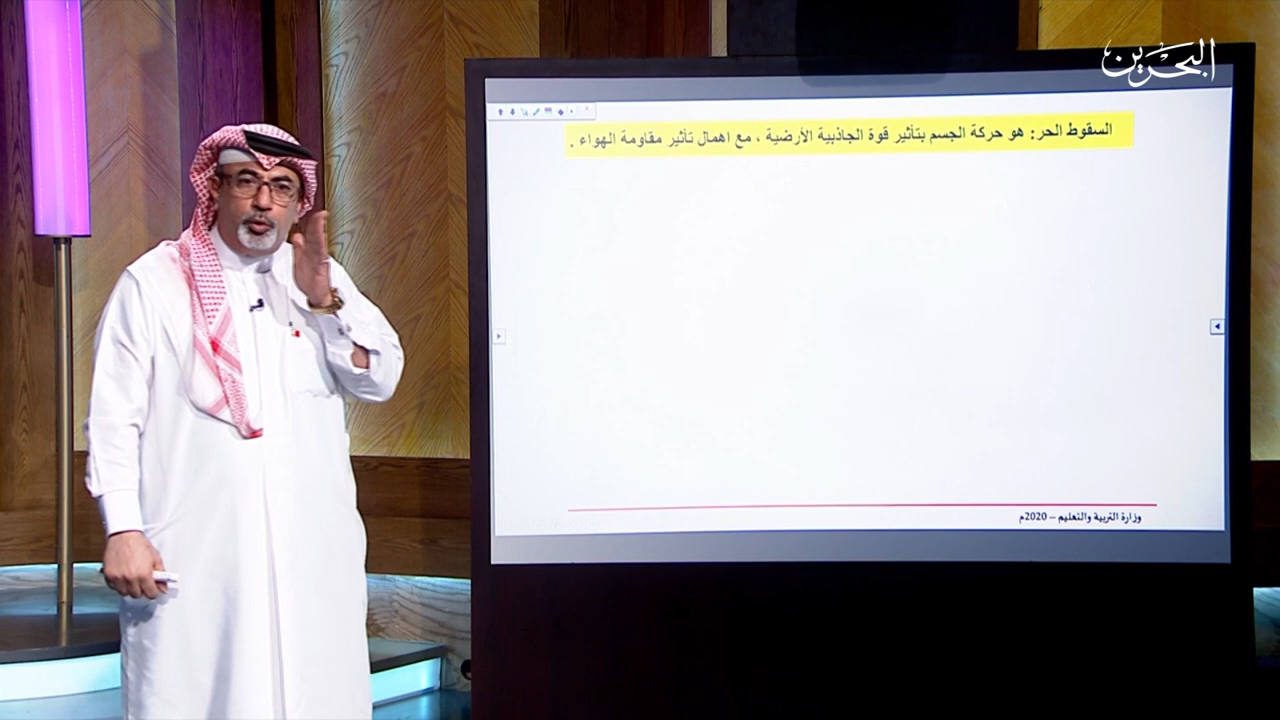 البحرين
السقوط الحر: هو حركة الجسم بتأثير قوة الجاذبية الأرضية ، مع اهمال تأثير مقاومة الهواء .
وزارة التربية والتعليم – 2020م